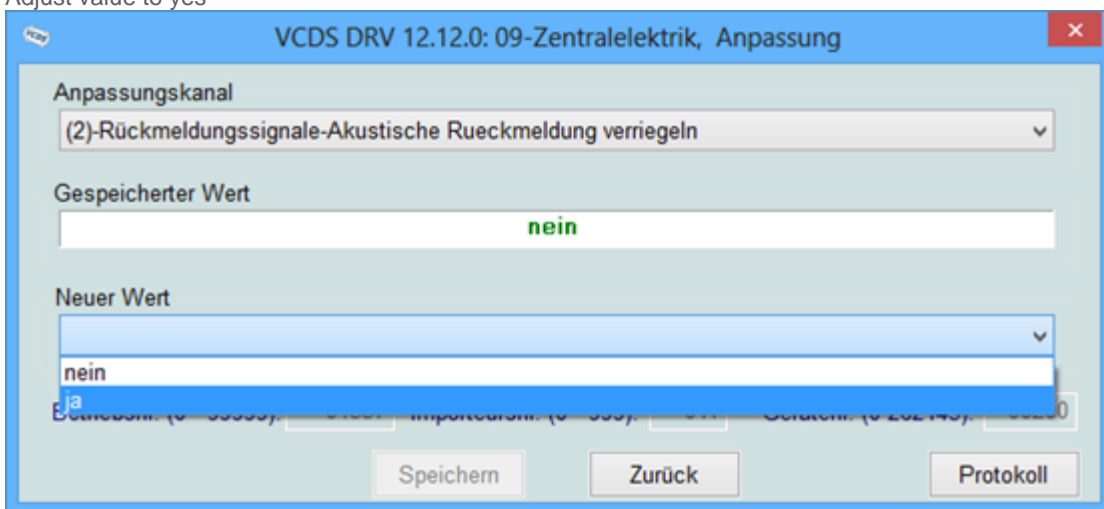 Adjust value to yes
VCDS DRV 12.12.0: 09-Zentralelektrik, Anpassung
Anpassungskanal
(2)-Rückmeldungssignale-Akustische Rueckmeldung verriegeln
Gespeicherter Wert
nein
Neuer Wert
nein
ja
Speichern Zurück Protokoll